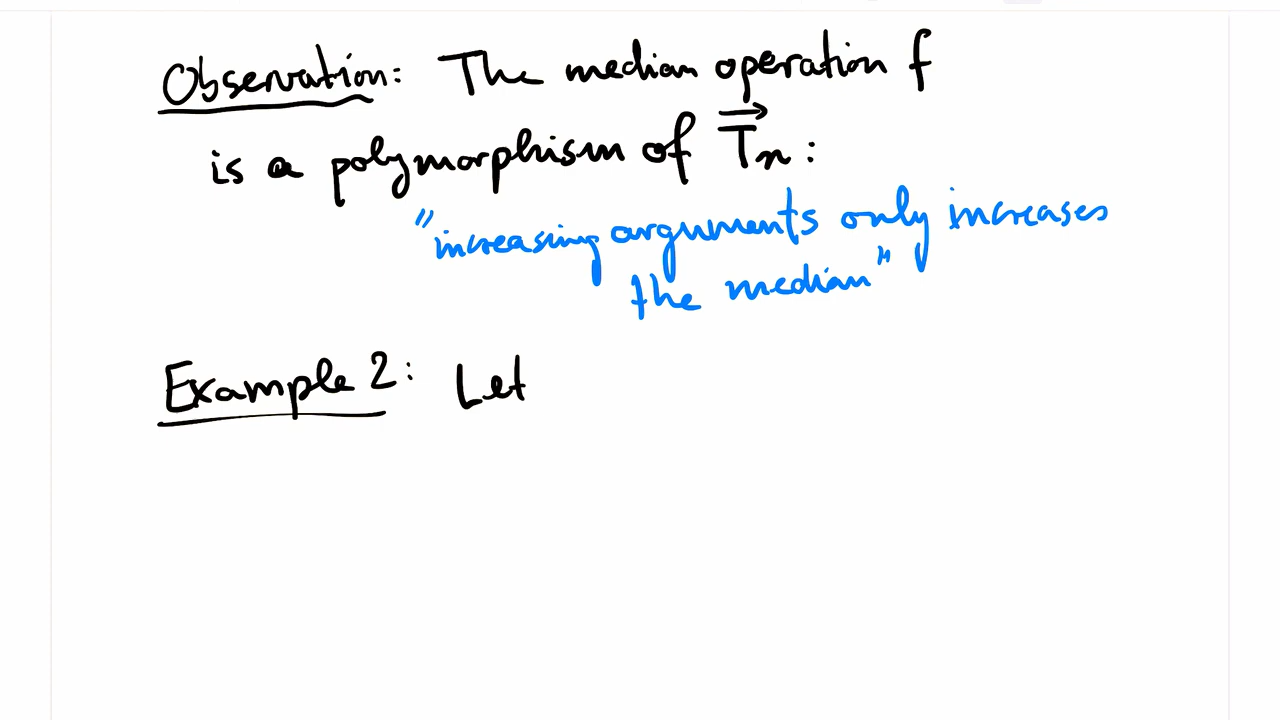 Observation: The median operation f
is a polymorphism of T⃗n:
"increasing arguments only increases
the median"
Example 2: Let